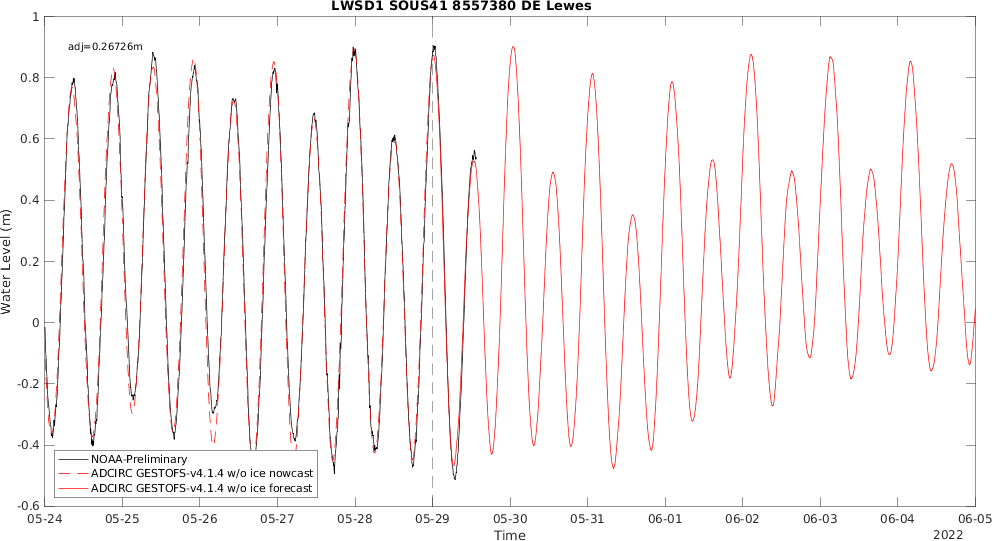 LWSD1 SOUS41 8557380 DE Lewes
adj=0.26726m
1
0.8
0.6
0.4
0.2
0
-0.2
-0.4
-0.6
Water Level (m)
NOAA-Preliminary
ADCIRC GESTOFS-v4.1.4 w/o ice nowcast
ADCIRC GESTOFS-v4.1.4 w/o ice forecast
05-24 05-25 05-26 05-27 05-28 05-29 05-30 05-31 06-01 06-02 06-03 06-04 06-05
Time
2022